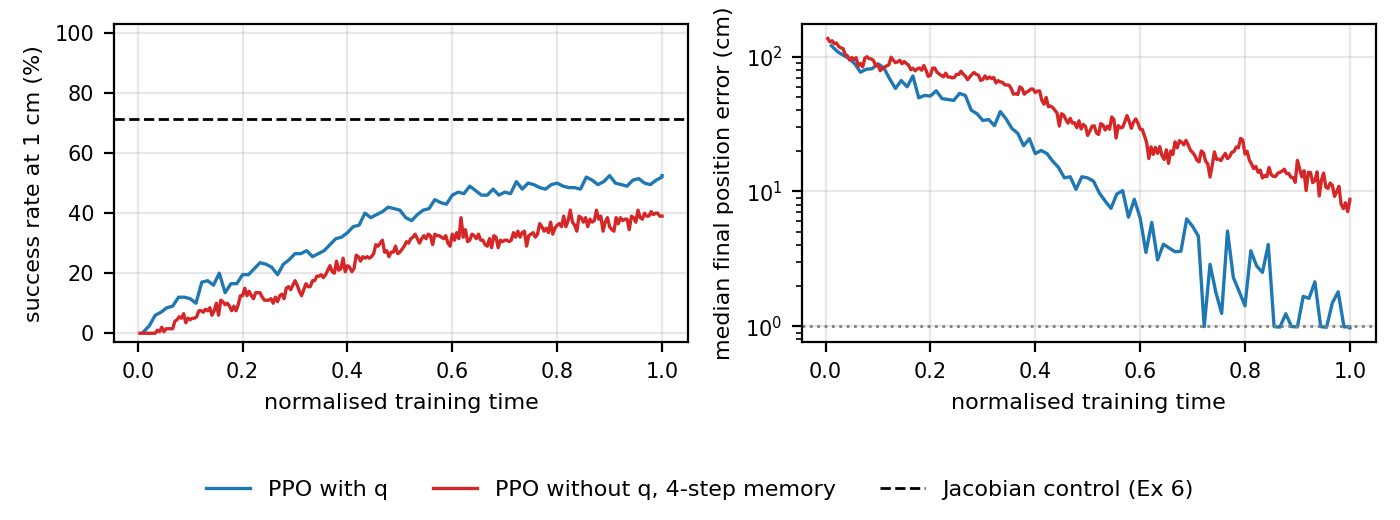 success rate at 1 cm (%)
100
80
60
40
20
0
0.0 0.2 0.4 0.6 0.8 1.0
normalised training time
median final position error (cm)
10²
10¹
10⁰
0.0 0.2 0.4 0.6 0.8 1.0
normalised training time
PPO with q PPO without q, 4-step memory Jacobian control (Ex 6)